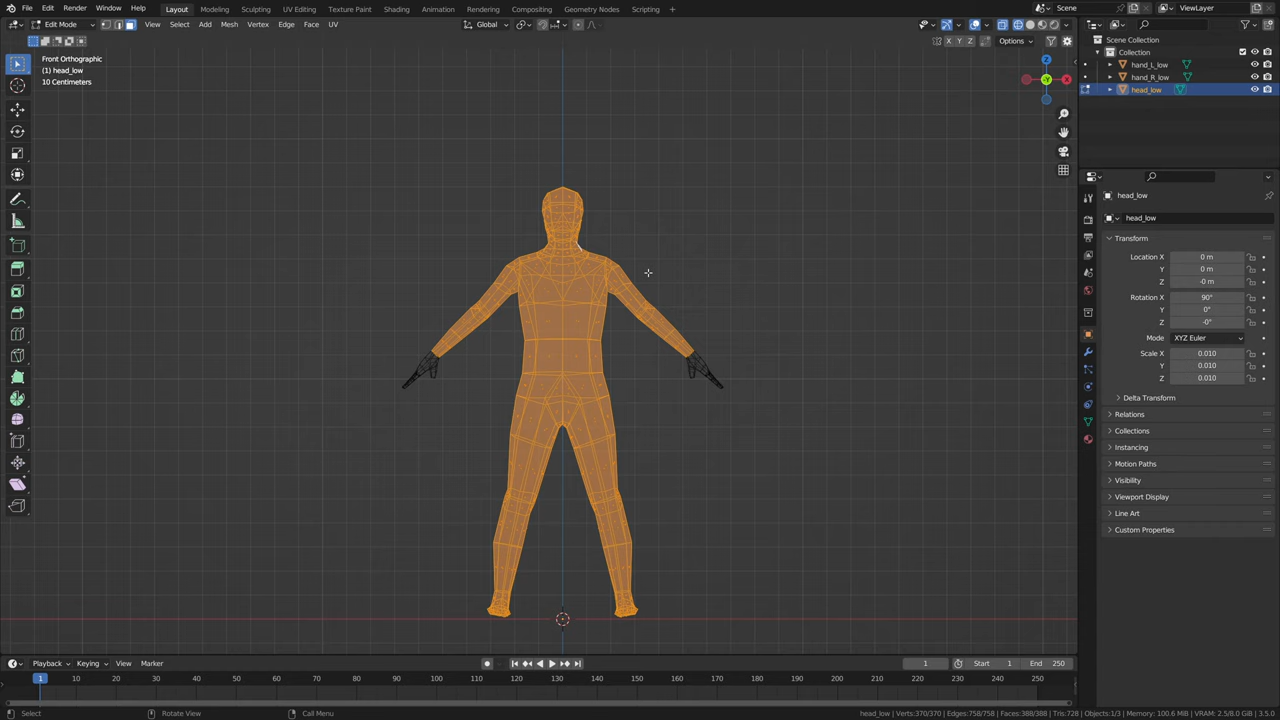 File Edit Render Window Help Layout Modeling Sculpting UV Editing Texture Paint Shading Animation Rendering Compositing Geometry Nodes Scripting + Scene ViewLayer
Edit Mode View Select Add Mesh Vertex Edge Face UV Global
X Y Z Options
Front Orthographic
(1) head_low
10 Centimeters
Z
X
-Y
Scene Collection
Collection
hand_L_low
hand_R_low
head_low
head_low
head_low
Transform
Location X 0 m
Y 0 m
Z -0 m
Rotation X 90°
Y 0°
Z -0°
Mode XYZ Euler
Scale X 0.010
Y 0.010
Z 0.010
Delta Transform
Relations
Collections
Instancing
Motion Paths
Visibility
Viewport Display
Line Art
Custom Properties
Playback Keying View Marker 1 Start 1 End 250
1 10 20 30 40 50 60 70 80 90 100 110 120 130 140 150 160 170 180 190 200 210 220 230 240 250
Select Rotate View Call Menu head_low | Verts:370/370 | Edges:758/758 | Faces:388/388 | Tris:728 | Objects:1/3 | Memory: 100.6 MiB | VRAM: 2.5/8.0 GiB | 3.5.0